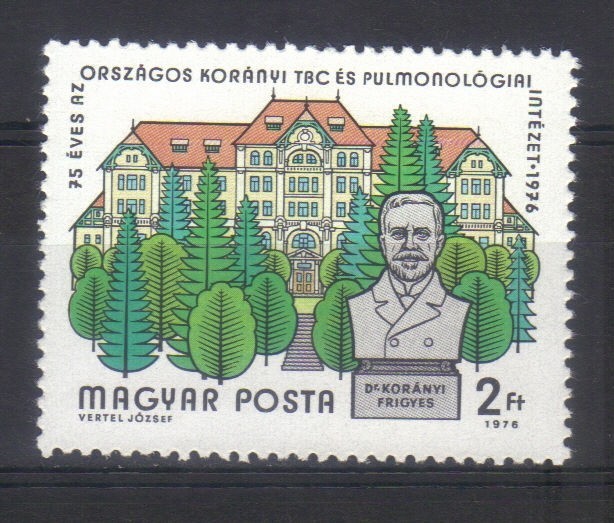 75 ÉVES AZ
ORSZÁGOS KORÁNYI TBC ÉS PULMONOLÓGIAI
INTÉZET-1976
Dr KORÁNYI
FRIGYES
MAGYAR POSTA
2 Ft
VERTEL JÓZSEF
1976